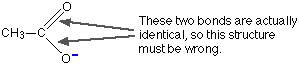 O
These two bonds are actually
CH3 C identical, so this structure
must be wrong.
O-